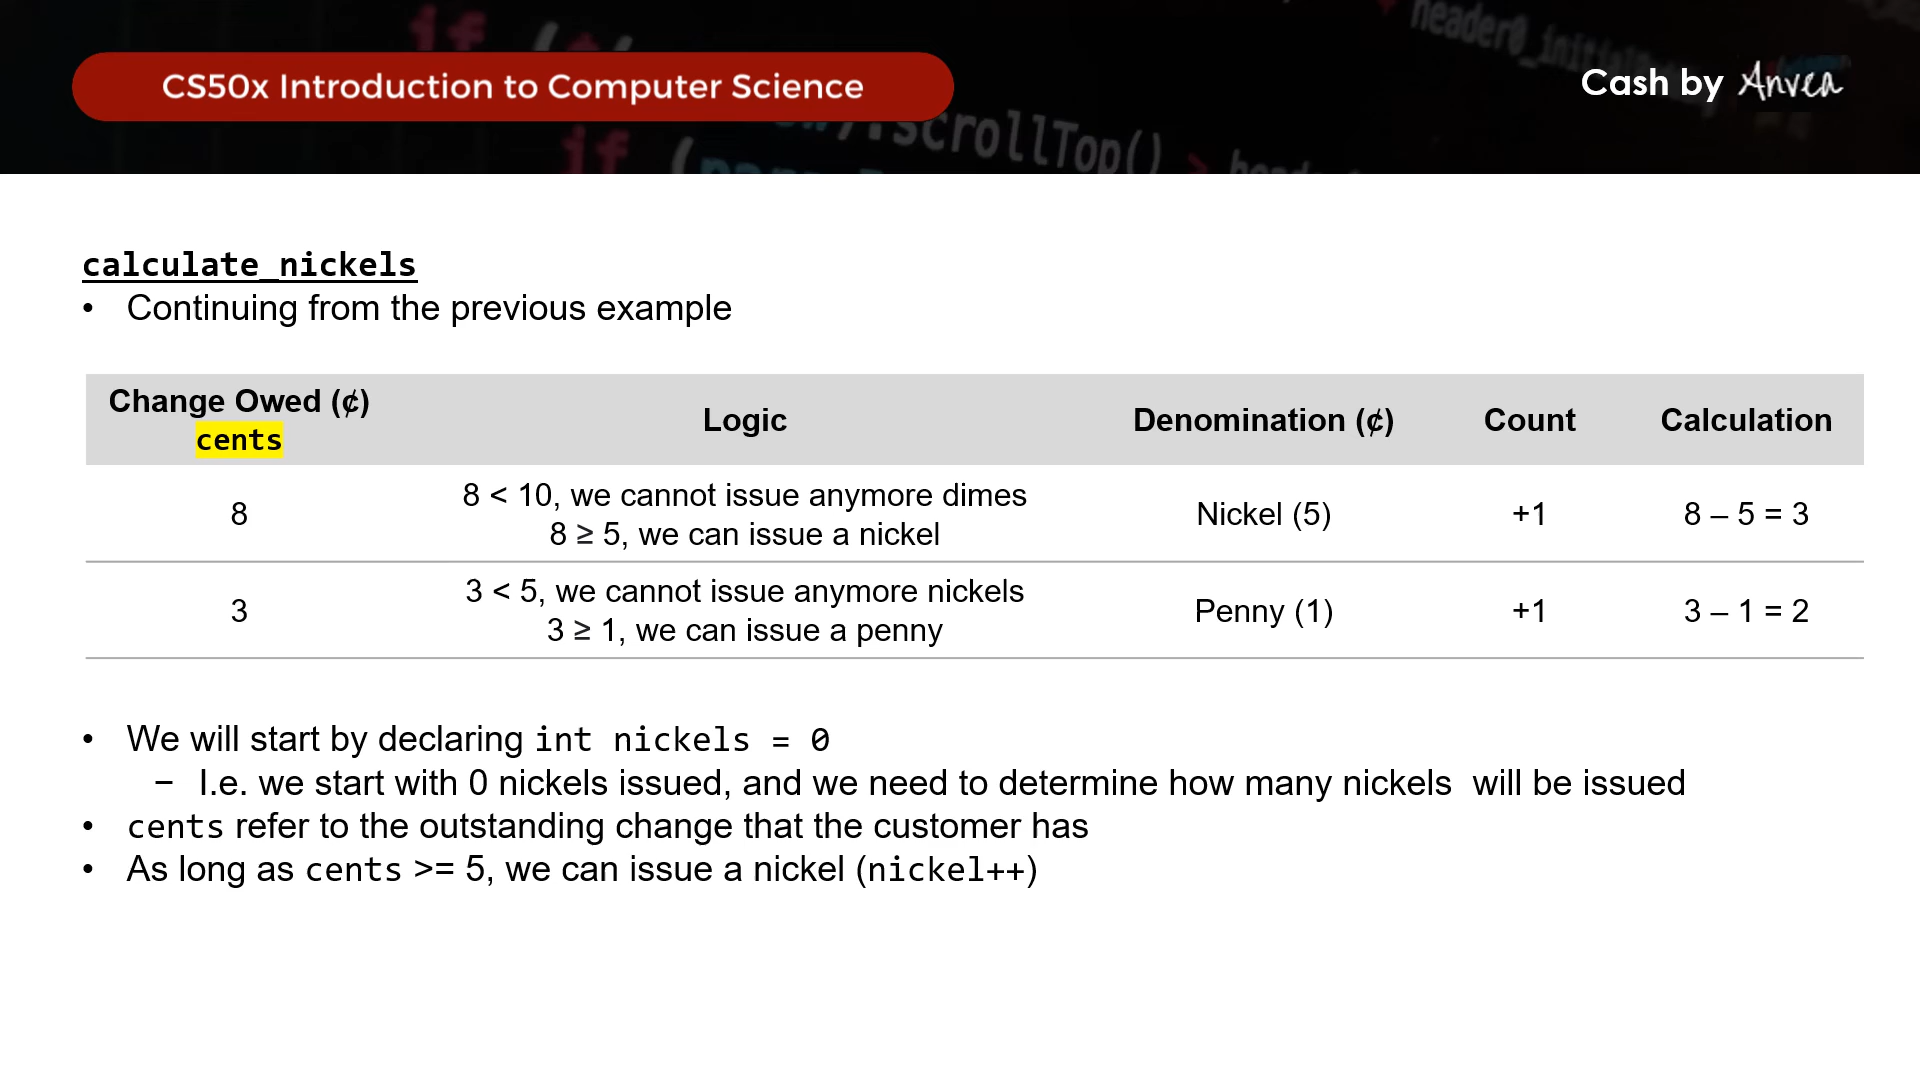 if (
header0_initial
CS50x Introduction to Computer Science
Cash by Anvea
.scrollTop() >
if (
calculate_nickels
• Continuing from the previous example
Change Owed (¢)
cents
Logic
Denomination (¢)
Count
Calculation
8
8 < 10, we cannot issue anymore dimes
8 ≥ 5, we can issue a nickel
Nickel (5)
+1
8 – 5 = 3
3
3 < 5, we cannot issue anymore nickels
3 ≥ 1, we can issue a penny
Penny (1)
+1
3 – 1 = 2
• We will start by declaring int nickels = 0
− I.e. we start with 0 nickels issued, and we need to determine how many nickels will be issued
• cents refer to the outstanding change that the customer has
• As long as cents >= 5, we can issue a nickel (nickel++)